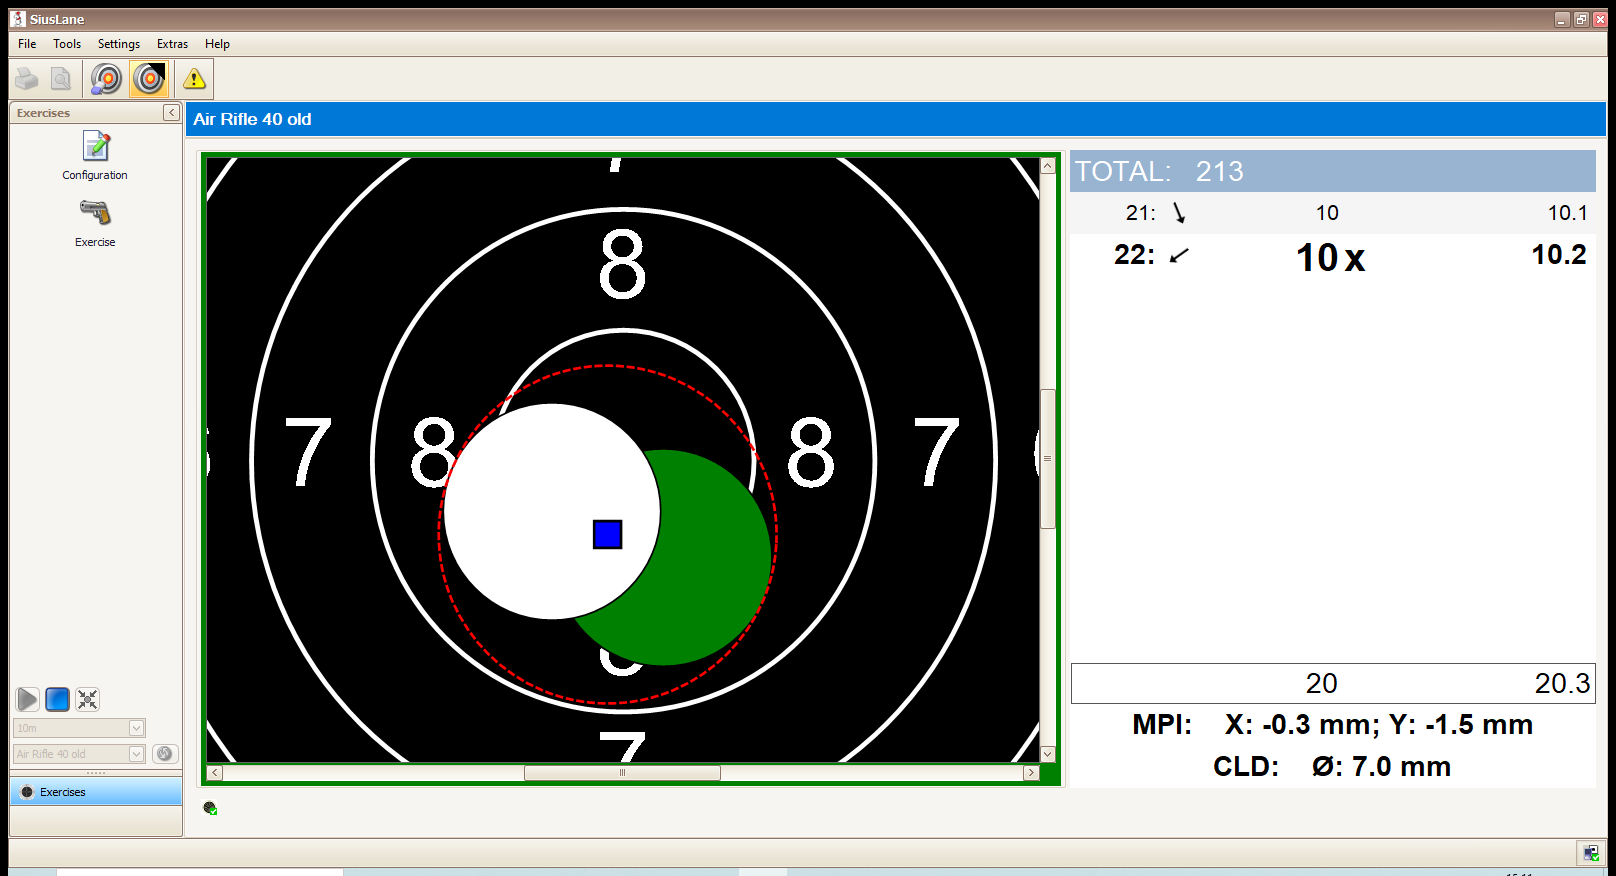 SiusLane
File Tools Settings Extras Help
Exercises
Configuration
Exercise
10m
Air Rifle 40 old
Exercises
Air Rifle 40 old
8
7 8 8 7
7
TOTAL: 213
21: 10 10.1
22: 10 x 10.2
20 20.3
MPI: X: -0.3 mm; Y: -1.5 mm
CLD: Ø: 7.0 mm